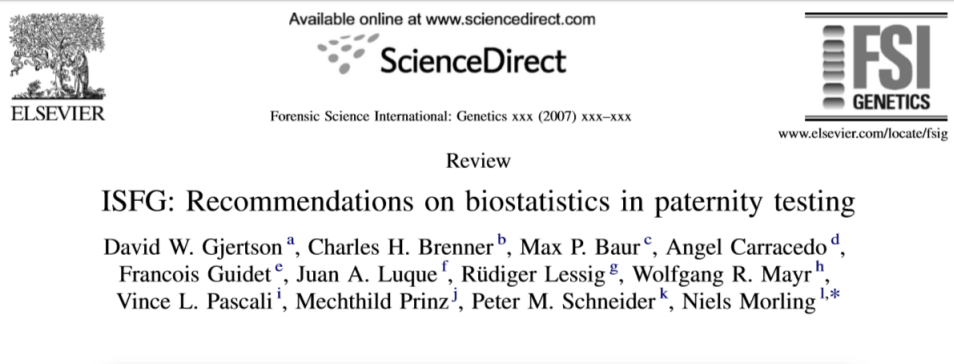 Available online at www.sciencedirect.com
ScienceDirect
ELSEVIER
FSI
GENETICS
Forensic Science International: Genetics xxx (2007) xxx–xxx
www.elsevier.com/locate/fsig
Review
ISFG: Recommendations on biostatistics in paternity testing
David W. Gjertson a, Charles H. Brenner b, Max P. Baur c, Angel Carracedo d,
Francois Guidet e, Juan A. Luque f, Rüdiger Lessig g, Wolfgang R. Mayr h,
Vince L. Pascali i, Mechthild Prinz j, Peter M. Schneider k, Niels Morling l,*